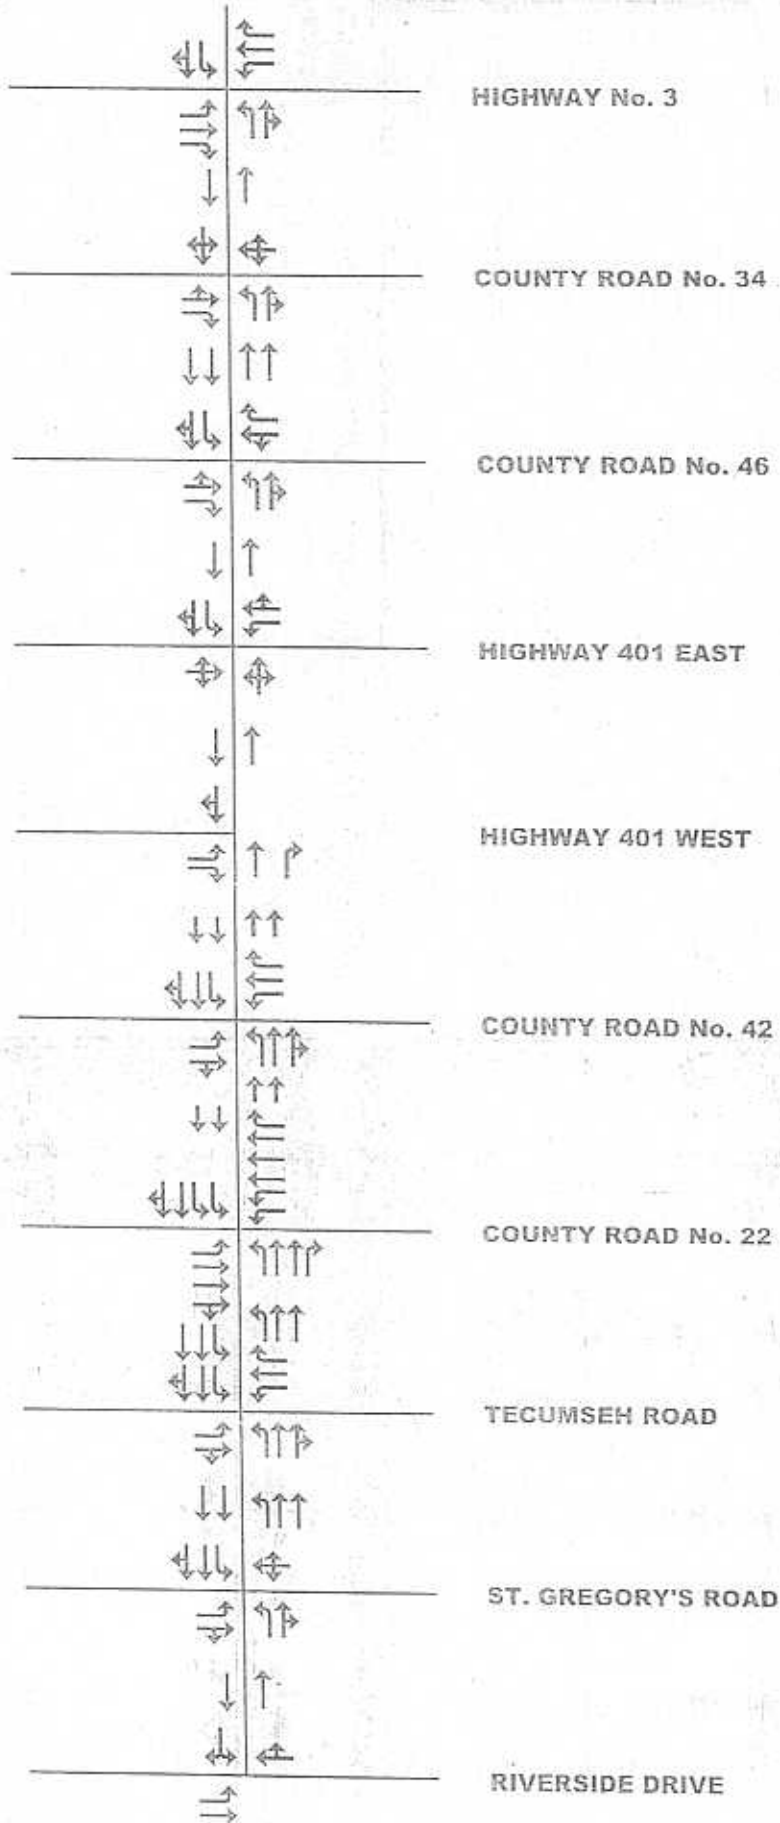 HIGHWAY No. 3
COUNTY ROAD No. 34
COUNTY ROAD No. 46
HIGHWAY 401 EAST
HIGHWAY 401 WEST
COUNTY ROAD No. 42
COUNTY ROAD No. 22
TECUMSEH ROAD
ST. GREGORY'S ROAD
RIVERSIDE DRIVE